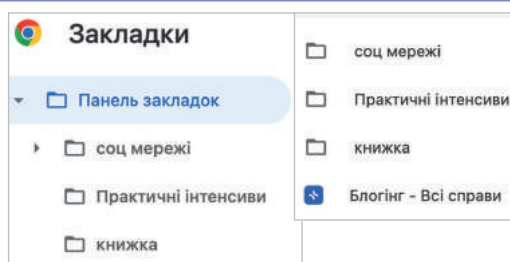 Закладки
Панель закладок
соц мережі
Практичні інтенсиви
книжка
соц мережі
Практичні інтенсиви
книжка
Блогінг - Всі справи